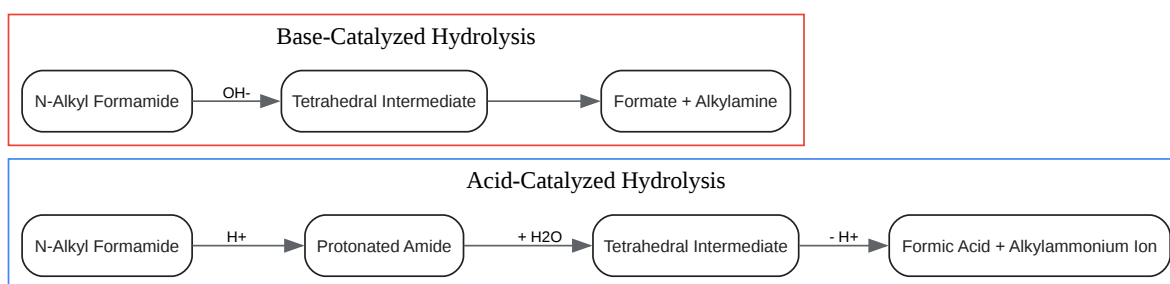 Base-Catalyzed Hydrolysis
N-Alkyl Formamide
OH-
Tetrahedral Intermediate
Formate + Alkylamine
Acid-Catalyzed Hydrolysis
N-Alkyl Formamide
H+
Protonated Amide
+ H2O
Tetrahedral Intermediate
- H+
Formic Acid + Alkylammonium Ion